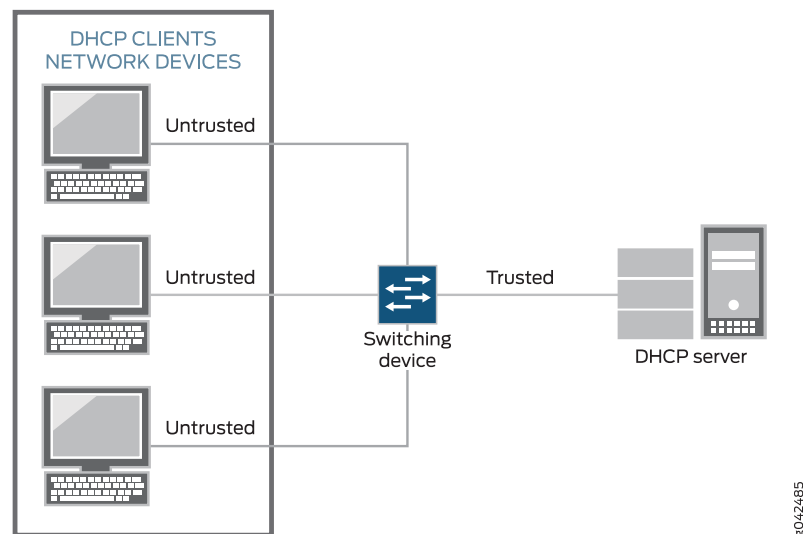 DHCP CLIENTS
NETWORK DEVICES
Untrusted
Untrusted
Trusted
Switching
device
DHCP server
Untrusted
g042485